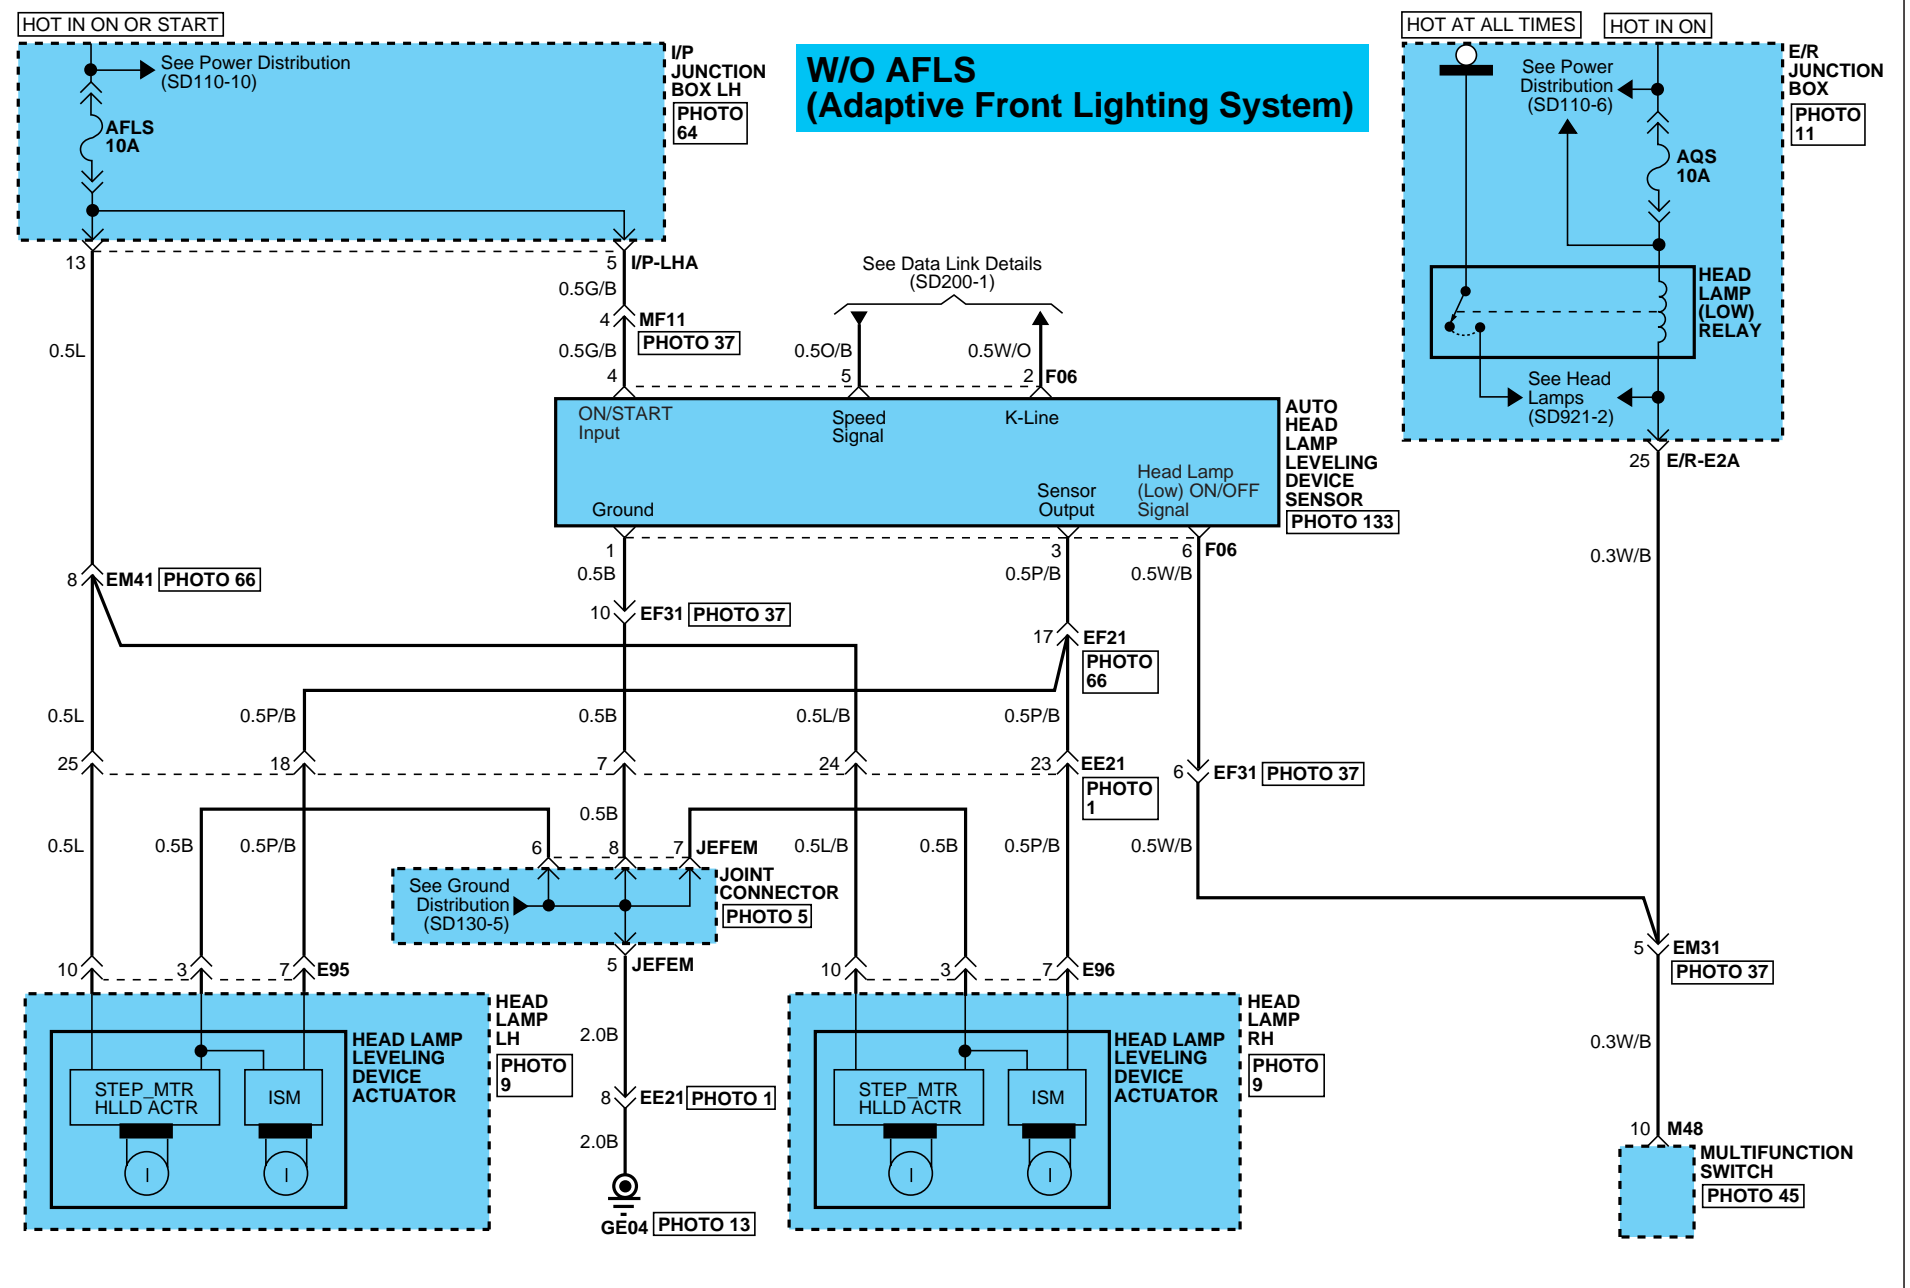 HOT IN ON OR START
See Power Distribution
(SD110-10)
AFLS
10A
I/P
JUNCTION
BOX LH
PHOTO
64
W/O AFLS
(Adaptive Front Lighting System)
HOT AT ALL TIMES
HOT IN ON
See Power
Distribution
(SD110-6)
AQS
10A
E/R
JUNCTION
BOX
PHOTO
11
HEAD
LAMP
(LOW)
RELAY
See Head
Lamps
(SD921-2)
25 E/R-E2A
13
5 I/P-LHA
0.5G/B
4 MF11
PHOTO 37
0.5L
0.5G/B
4
See Data Link Details
(SD200-1)
0.5O/B
0.5W/O
5
2 F06
ON/START
Input
Speed
Signal
K-Line
Ground
Sensor
Output
Head Lamp
(Low) ON/OFF
Signal
AUTO
HEAD
LAMP
LEVELING
DEVICE
SENSOR
PHOTO 133
1
3
6 F06
0.5B
0.5P/B
0.5W/B
0.3W/B
8 EM41 PHOTO 66
10 EF31 PHOTO 37
17 EF21
PHOTO
66
0.5L
0.5P/B
0.5B
0.5L/B
0.5P/B
25
18
7
24
23 EE21
PHOTO
1
6 EF31 PHOTO 37
0.5B
0.5L
0.5B
0.5P/B
6
8
7 JEFEM
0.5L/B
0.5B
0.5P/B
0.5W/B
See Ground
Distribution
(SD130-5)
JOINT
CONNECTOR
PHOTO 5
5 JEFEM
5 EM31
PHOTO 37
10
3
7 E95
10
3
7 E96
HEAD
LAMP
LH
PHOTO
9
HEAD LAMP
LEVELING
DEVICE
ACTUATOR
STEP_MTR
HLLD ACTR
ISM
I
I
2.0B
8 EE21 PHOTO 1
2.0B
GE04 PHOTO 13
HEAD
LAMP
RH
PHOTO
9
HEAD LAMP
LEVELING
DEVICE
ACTUATOR
STEP_MTR
HLLD ACTR
ISM
I
I
0.3W/B
10 M48
MULTIFUNCTION
SWITCH
PHOTO 45